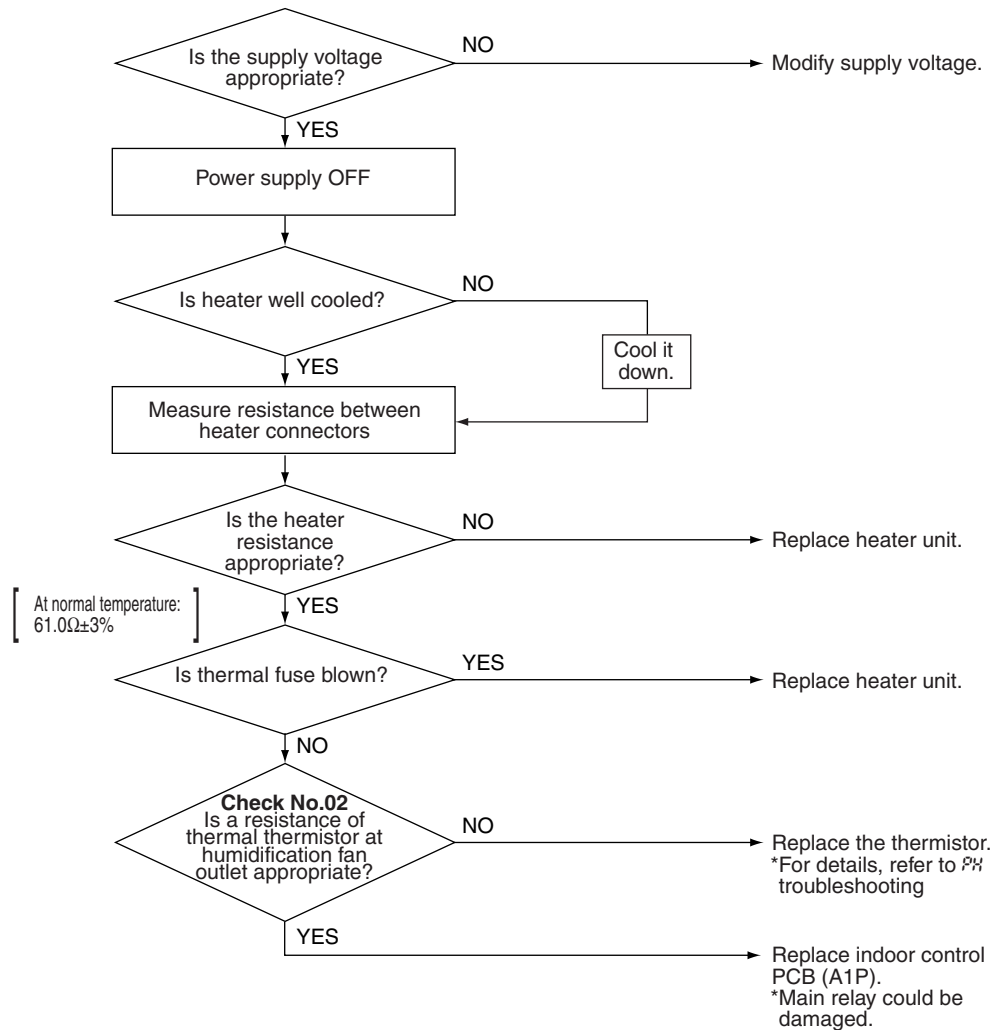 Is the supply voltage
appropriate?
NO
Modify supply voltage.
YES
Power supply OFF
Is heater well cooled?
NO
Cool it
down.
YES
Measure resistance between
heater connectors
Is the heater
resistance
appropriate?
NO
Replace heater unit.
At normal temperature:
61.0Ω±3%
YES
Is thermal fuse blown?
YES
Replace heater unit.
NO
Check No.02
Is a resistance of
thermal thermistor at
humidification fan
outlet appropriate?
NO
Replace the thermistor.
*For details, refer to PH
troubleshooting
YES
Replace indoor control
PCB (A1P).
*Main relay could be
damaged.